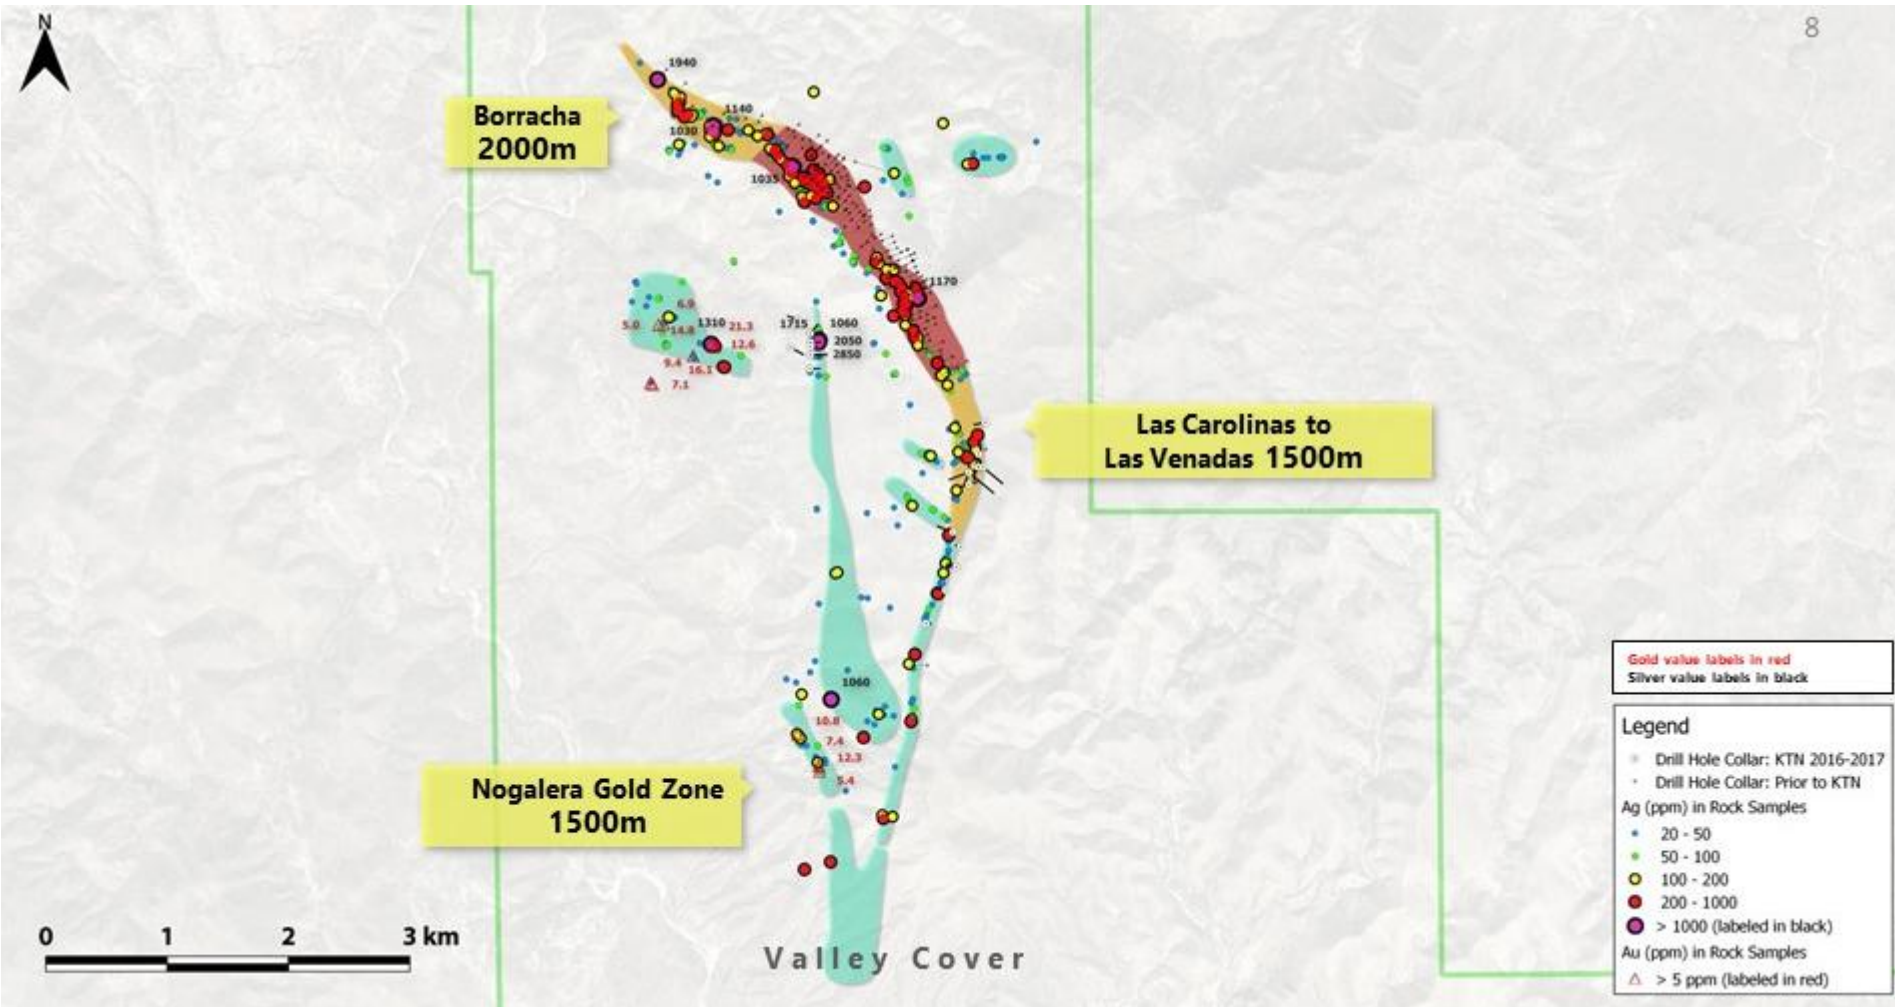 N
8
1940
Borracha
2000m
1140
1030
1035
1170
6.9
5.0
14.8
1310
21.3
12.6
9.4
16.1
7.1
1715
1060
2050
2850
Las Carolinas to
Las Venadas 1500m
1060
10.8
7.4
12.3
5.4
Nogalera Gold Zone
1500m
Gold value labels in red
Silver value labels in black
Legend
Drill Hole Collar: KTN 2016-2017
Drill Hole Collar: Prior to KTN
Ag (ppm) in Rock Samples
20 - 50
50 - 100
100 - 200
200 - 1000
> 1000 (labeled in black)
Au (ppm) in Rock Samples
> 5 ppm (labeled in red)
0 1 2 3 km
Valley Cover